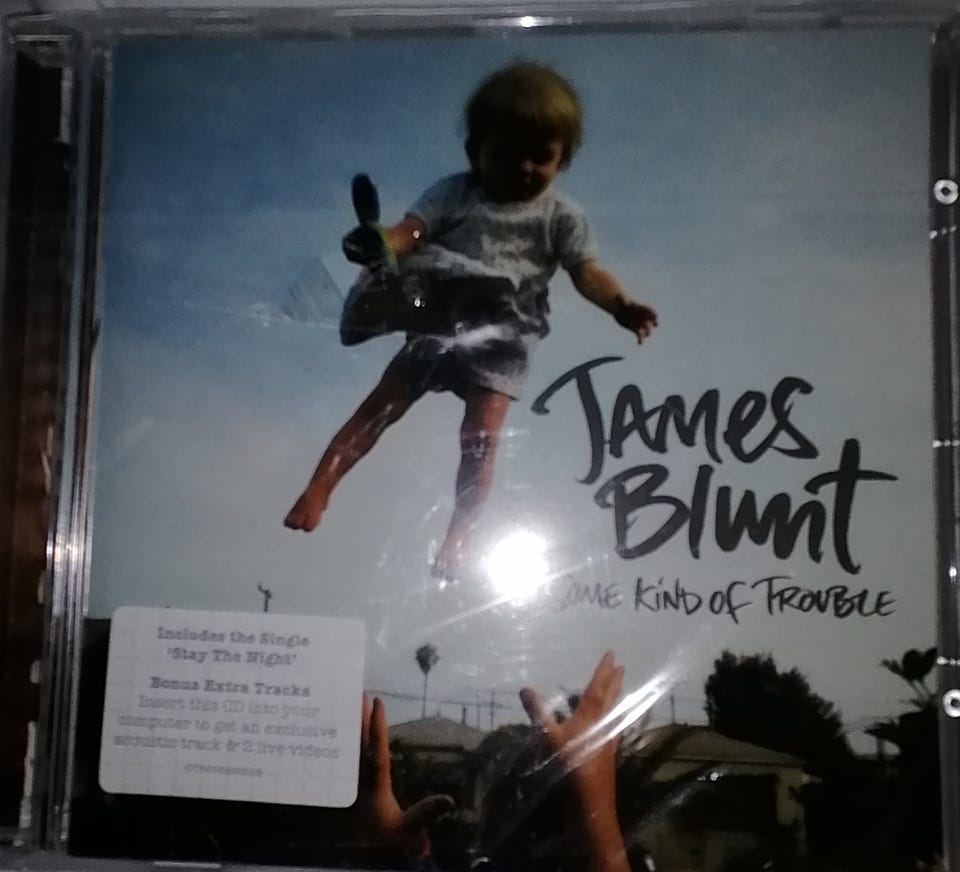 JAMES
Blunt
SOME KIND OF TROUBLE
Includes the Single
'Stay The Night'
Bonus Extra Tracks
Insert this CD into your
computer to get an exclusive
acoustic track & 2 live videos